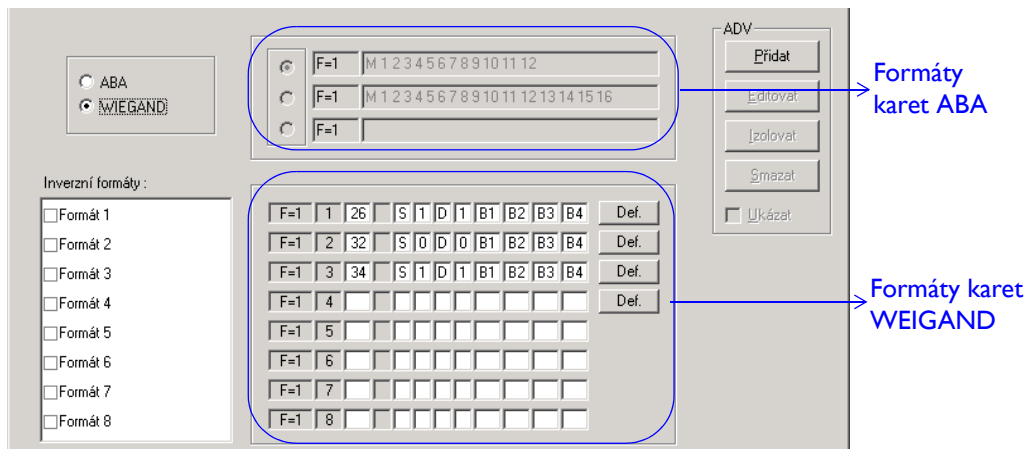 ABA
WIEGAND
F=1 M 1 2 3 4 5 6 7 8 9 10 11 12
F=1 M 1 2 3 4 5 6 7 8 9 10 11 12 13 14 15 16
F=1
ADV
Přidat
Editovat
Izolovat
Smazat
Ukázat
Formáty
karet ABA
Inverzní formáty :
Formát 1
Formát 2
Formát 3
Formát 4
Formát 5
Formát 6
Formát 7
Formát 8
F=1 1 26 S 1 D 1 B1 B2 B3 B4 Def.
F=1 2 32 S 0 D 0 B1 B2 B3 B4 Def.
F=1 3 34 S 1 D 1 B1 B2 B3 B4 Def.
F=1 4 Def.
F=1 5
F=1 6
F=1 7
F=1 8
Formáty karet
WEIGAND